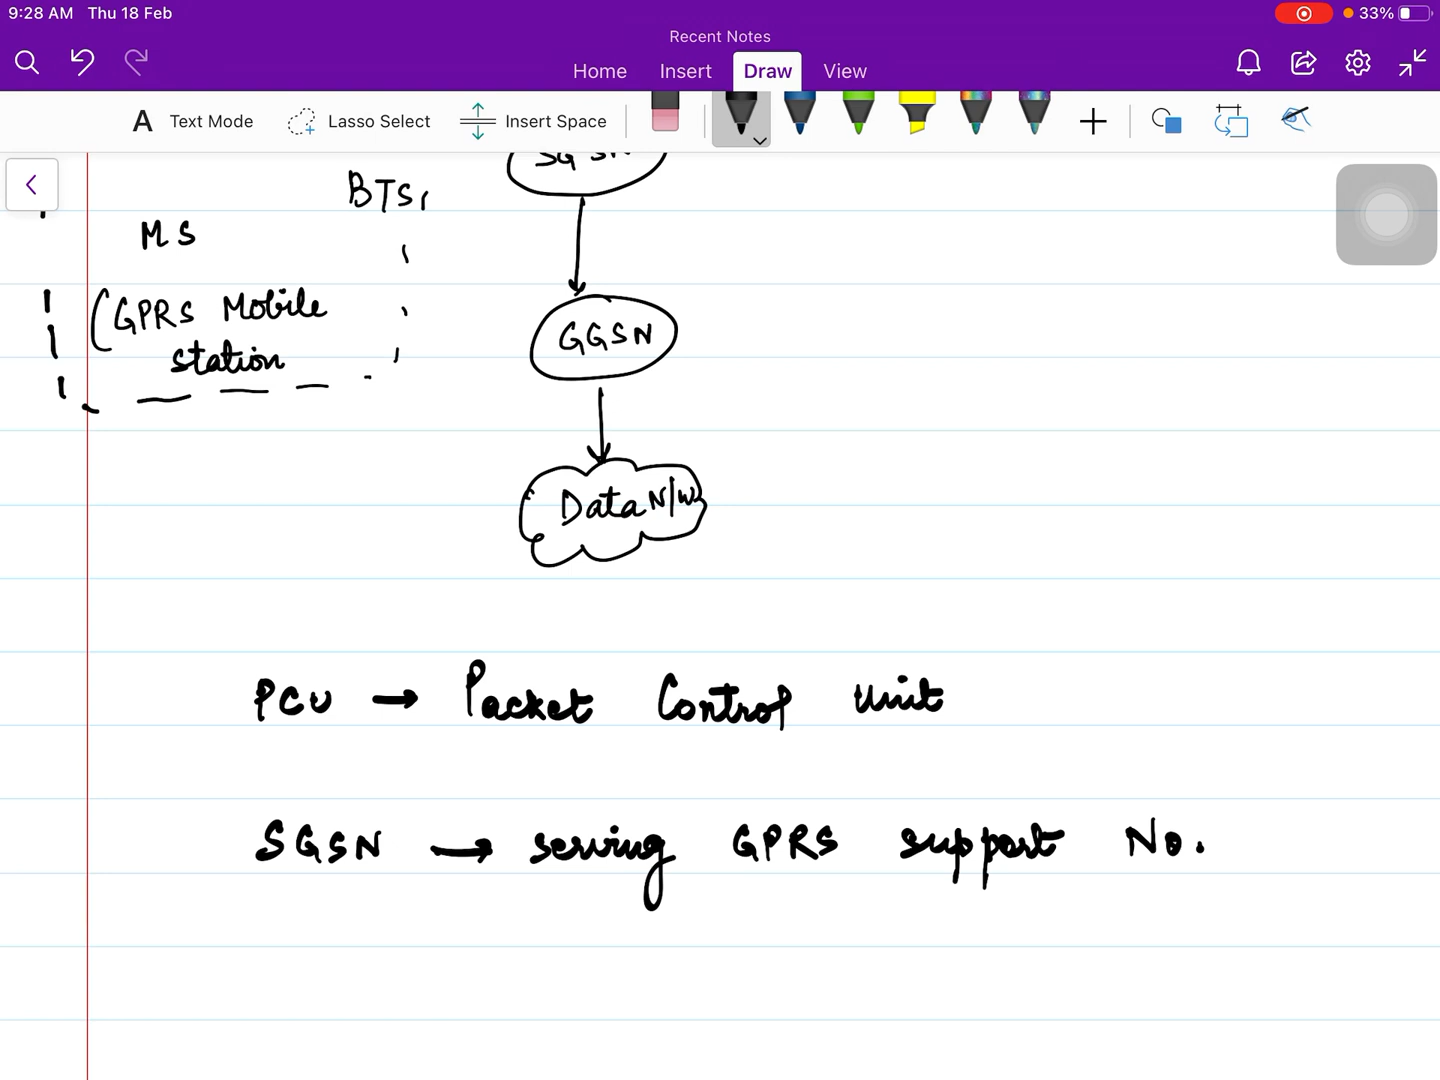 9:28 AM Thu 18 Feb
33%
Recent Notes
Home Insert Draw View
A Text Mode Lasso Select Insert Space
SGSN
BTS,
MS
(GPRS Mobile
station
GGSN
Data N/W
PCU → Packet Control Unit
SGSN → serving GPRS support No.